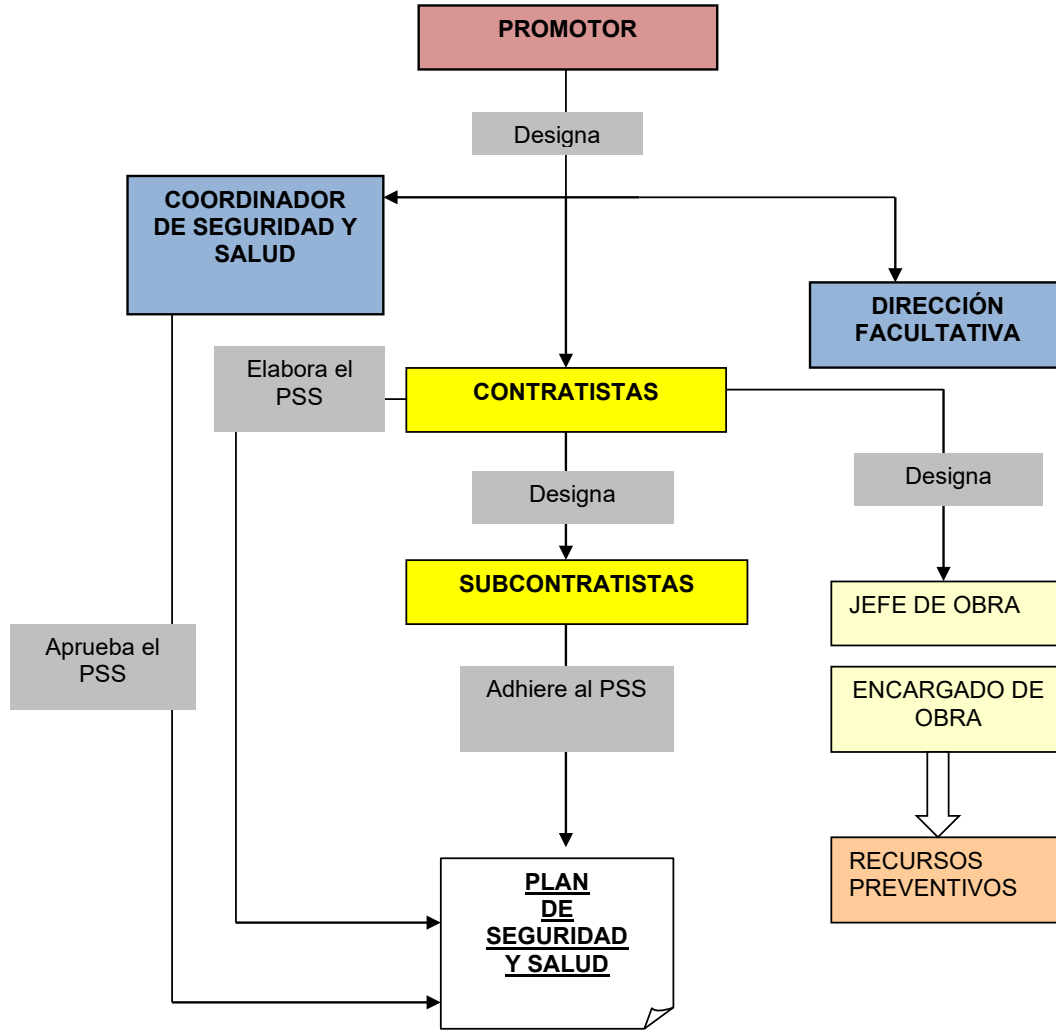 PROMOTOR
Designa
COORDINADOR
DE SEGURIDAD Y
SALUD
DIRECCIÓN
FACULTATIVA
Elabora el
PSS
CONTRATISTAS
Designa
Designa
SUBCONTRATISTAS
JEFE DE OBRA
Aprueba el
PSS
Adhiere al PSS
ENCARGADO DE
OBRA
RECURSOS
PREVENTIVOS
PLAN
DE
SEGURIDAD
Y SALUD